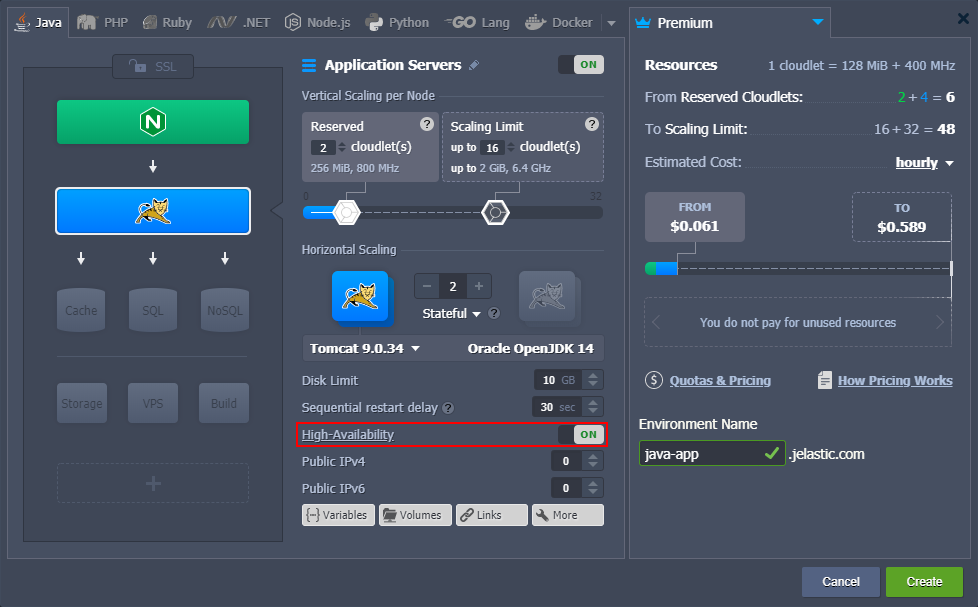 Java PHP Ruby .NET Node.js Python GO Lang Docker
Premium
SSL
N
Cache SQL NoSQL
Storage VPS Build
Application Servers ON
Vertical Scaling per Node
Reserved ?
2 cloudlet(s)
256 MiB, 800 MHz
Scaling Limit ?
up to 16 cloudlet(s)
up to 2 GiB, 6.4 GHz
0 32
Horizontal Scaling
2
Stateful ?
Tomcat 9.0.34 Oracle OpenJDK 14
Disk Limit 10 GB
Sequential restart delay ? 30 sec
High-Availability ON
Public IPv4 0
Public IPv6 0
Variables Volumes Links More
Resources 1 cloudlet = 128 MiB + 400 MHz
From Reserved Cloudlets: 2 + 4 = 6
To Scaling Limit: 16 + 32 = 48
Estimated Cost: hourly
FROM
$0.061
TO
$0.589
You do not pay for unused resources
$ Quotas & Pricing How Pricing Works
Environment Name
java-app .jelastic.com
Cancel Create